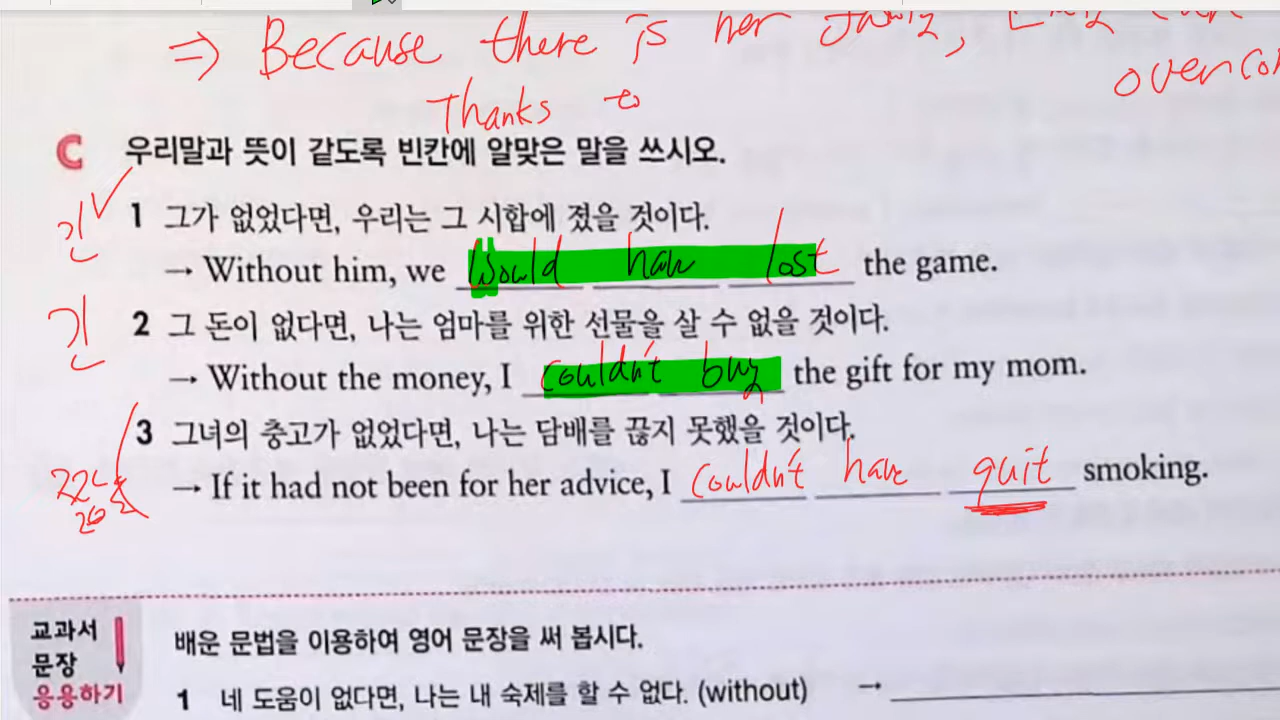 ⇒ Because there is her
Thanks to
C 우리말과 뜻이 같도록 빈칸에 알맞은 말을 쓰시오.
긴 1 그가 없었다면, 우리는 그 시합에 졌을 것이다.
→ Without him, we would have lost the game.
긴 2 그 돈이 없다면, 나는 엄마를 위한 선물을 살 수 없을 것이다.
→ Without the money, I couldn't buy the gift for my mom.
3 그녀의 충고가 없었다면, 나는 담배를 끊지 못했을 것이다.
→ If it had not been for her advice, I couldn't have quit smoking.
교과서 문장 응용하기
배운 문법을 이용하여 영어 문장을 써 봅시다.
1 네 도움이 없다면, 나는 내 숙제를 할 수 없다. (without) →